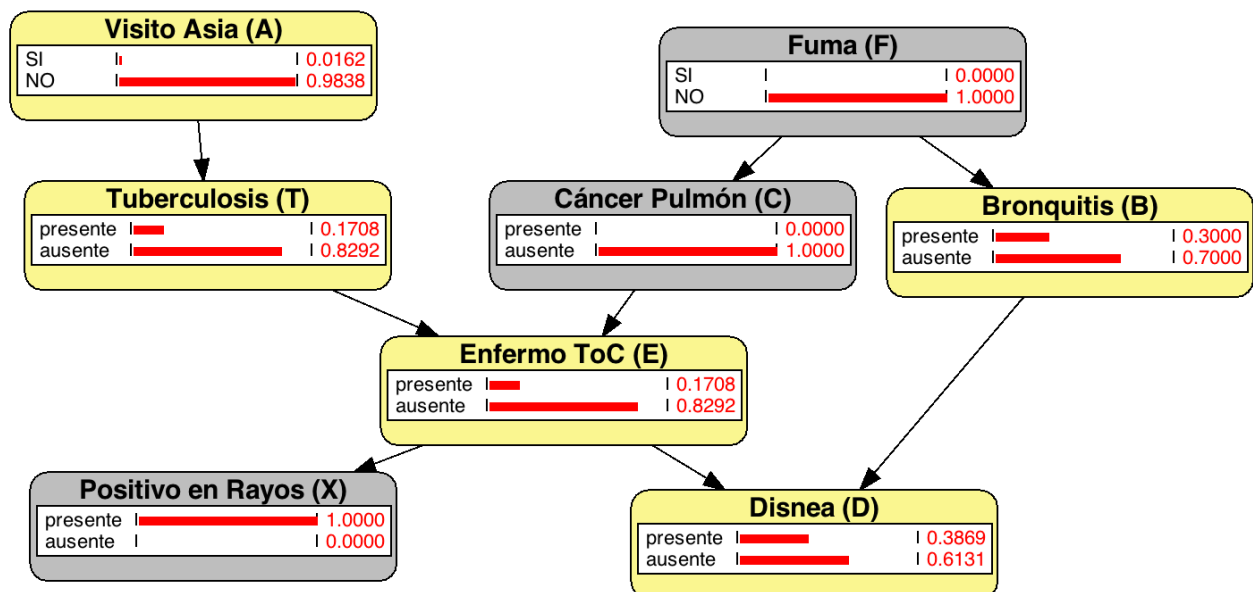 Visito Asia (A)
SI 0.0162
NO 0.9838
Fuma (F)
SI 0.0000
NO 1.0000
Tuberculosis (T)
presente 0.1708
ausente 0.8292
Cáncer Pulmón (C)
presente 0.0000
ausente 1.0000
Bronquitis (B)
presente 0.3000
ausente 0.7000
Enfermo ToC (E)
presente 0.1708
ausente 0.8292
Positivo en Rayos (X)
presente 1.0000
ausente 0.0000
Disnea (D)
presente 0.3869
ausente 0.6131